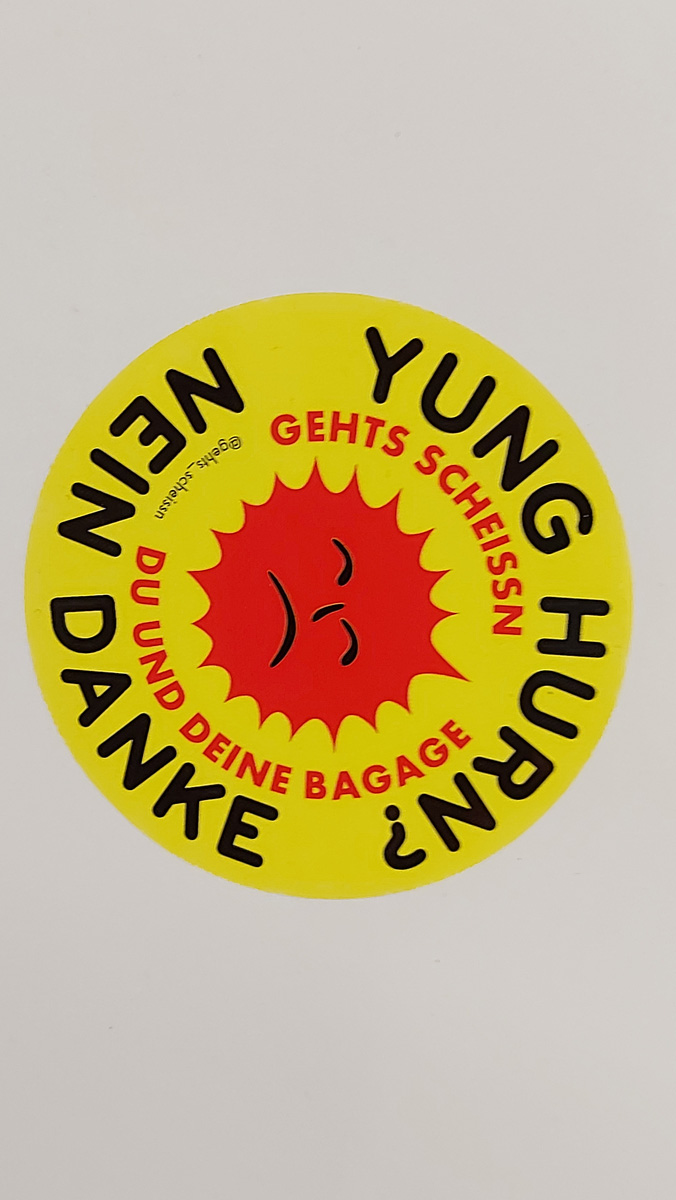 YUNG HURN?
GEHTS SCHEISSN
DU UND DEINE BAGAGE
@gehts_scheissn
NEIN DANKE